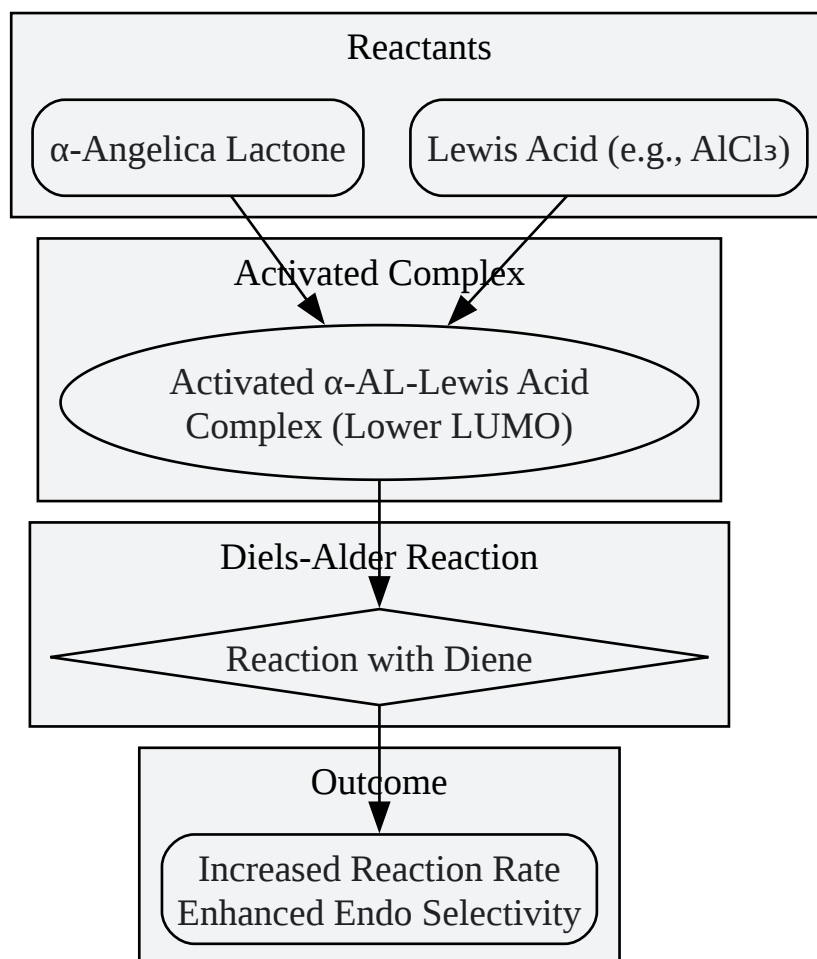 Reactants
α-Angelica Lactone
Lewis Acid (e.g., AlCl₃)
Activated Complex
Activated α-AL-Lewis Acid
Complex (Lower LUMO)
Diels-Alder Reaction
Reaction with Diene
Outcome
Increased Reaction Rate
Enhanced Endo Selectivity